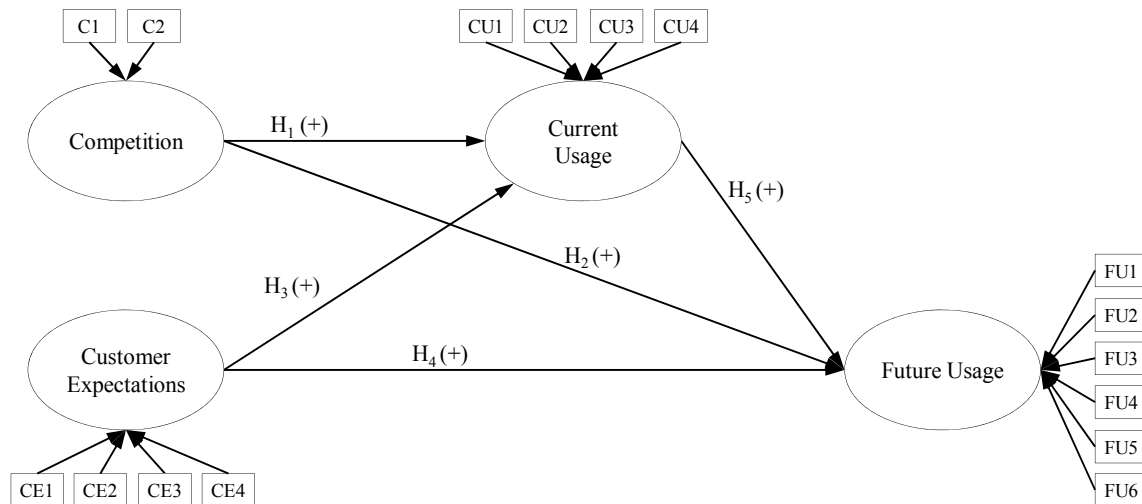 C1
C2
CU1
CU2
CU3
CU4
Competition
H1 (+)
Current
Usage
H5 (+)
H2 (+)
H3 (+)
Customer
Expectations
H4 (+)
Future Usage
FU1
FU2
FU3
FU4
FU5
FU6
CE1
CE2
CE3
CE4